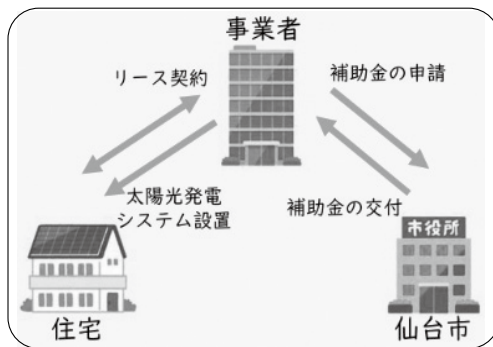 事業者
リース契約
補助金の申請
太陽光発電
システム設置
補助金の交付
市役所
住宅
仙台市